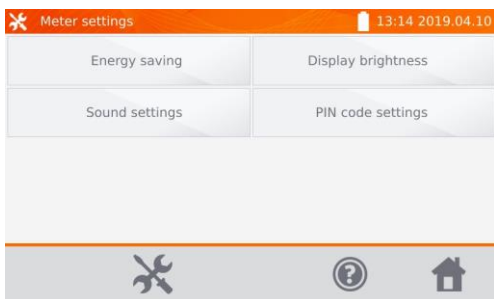 Meter settings 13:14 2019.04.10
Energy saving Display brightness
Sound settings PIN code settings
?